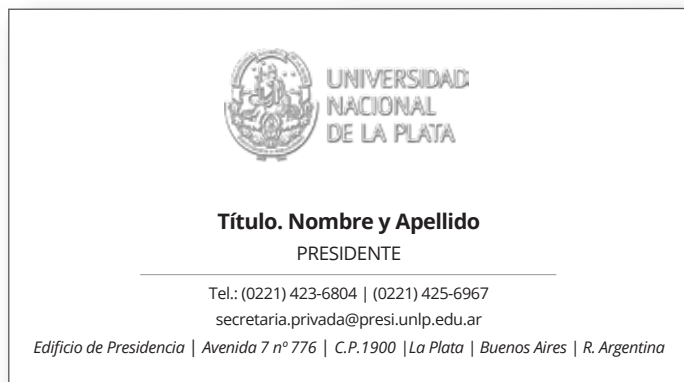 UNIVERSIDAD
NACIONAL
DE LA PLATA
Título. Nombre y Apellido
PRESIDENTE
Tel.: (0221) 423-6804 | (0221) 425-6967
secretaria.privada@presi.unlp.edu.ar
Edificio de Presidencia | Avenida 7 nº 776 | C.P.1900 |La Plata | Buenos Aires | R. Argentina